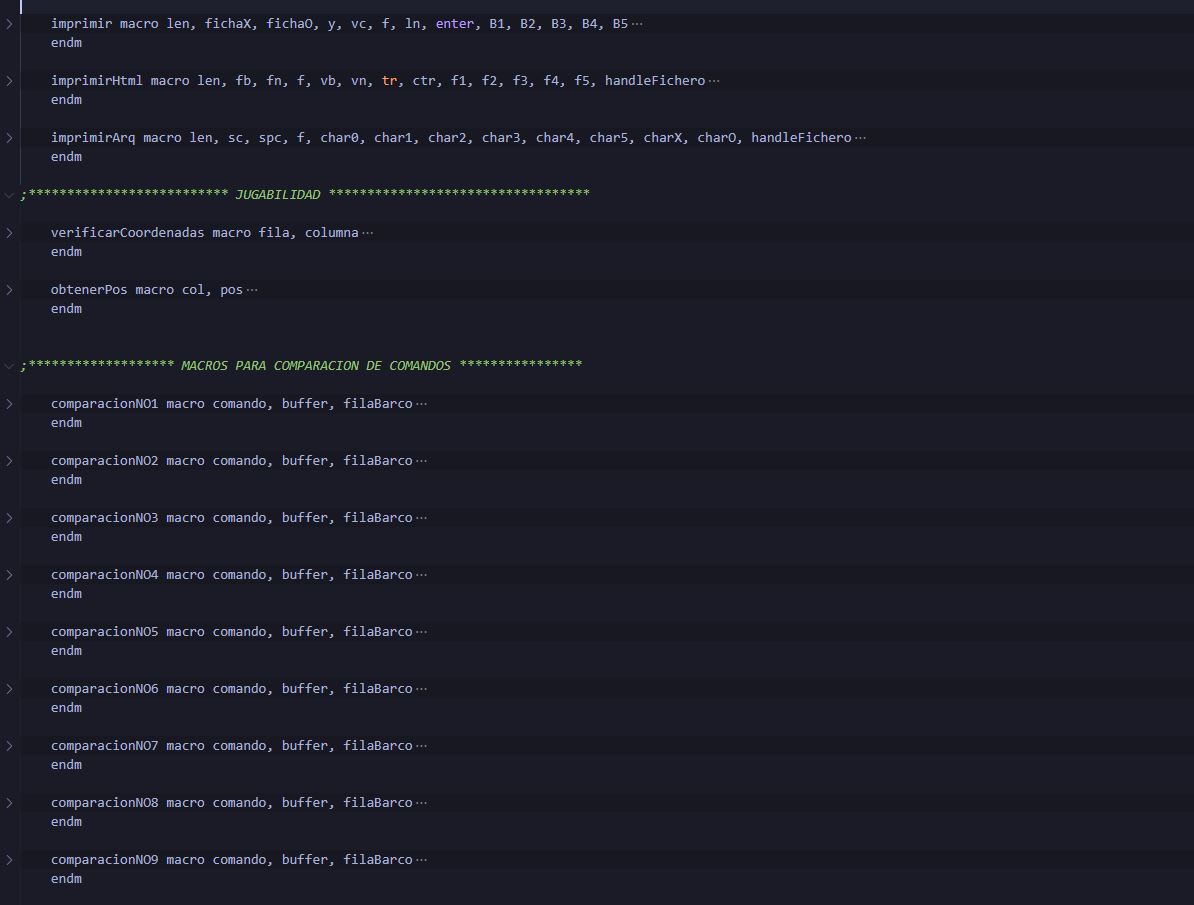 imprimir macro len, fichaX, fichaO, y, vc, f, ln, enter, B1, B2, B3, B4, B5···
endm
imprimirHtml macro len, fb, fn, f, vb, vn, tr, ctr, f1, f2, f3, f4, f5, handleFichero···
endm
imprimirArq macro len, sc, spc, f, char0, char1, char2, char3, char4, char5, charX, charO, handleFichero···
endm
;************************** JUGABILIDAD **********************************
verificarCoordenadas macro fila, columna···
endm
obtenerPos macro col, pos···
endm
;******************* MACROS PARA COMPARACION DE COMANDOS ****************
comparacionNO1 macro comando, buffer, filaBarco···
endm
comparacionNO2 macro comando, buffer, filaBarco···
endm
comparacionNO3 macro comando, buffer, filaBarco···
endm
comparacionNO4 macro comando, buffer, filaBarco···
endm
comparacionNO5 macro comando, buffer, filaBarco···
endm
comparacionNO6 macro comando, buffer, filaBarco···
endm
comparacionNO7 macro comando, buffer, filaBarco···
endm
comparacionNO8 macro comando, buffer, filaBarco···
endm
comparacionNO9 macro comando, buffer, filaBarco···
endm